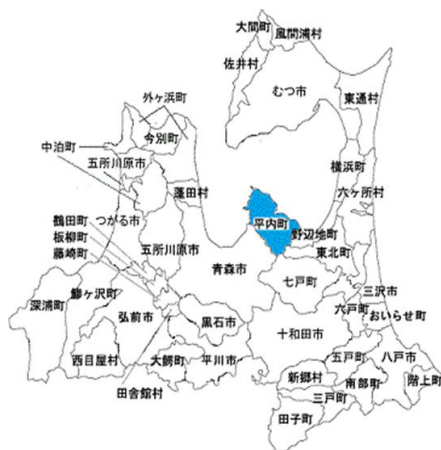 大間町
風間浦村
佐井村
むつ市
東通村
外ヶ浜町
今別町
中泊町
五所川原市
横浜町
六ヶ所村
蓬田村
鶴田町
つがる市
板柳町
藤崎町
五所川原市
平内町
野辺地町
東北町
青森市
七戸町
鰺ヶ沢町
深浦町
弘前市
黒石市
三沢市
六戸町
おいらせ町
十和田市
西目屋村
大鰐町
平川市
五戸町
八戸市
田舎館村
新郷村
南部町
階上町
三戸町
田子町